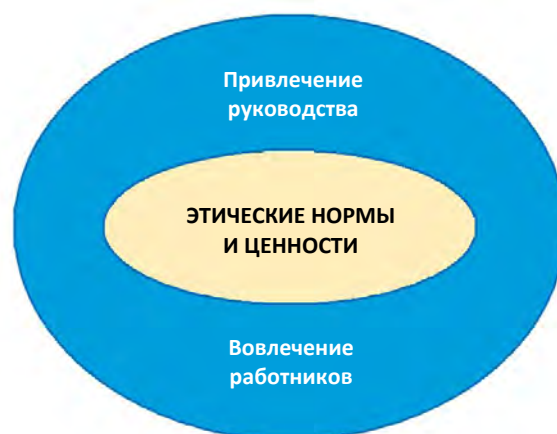 Привлечение
руководства
ЭТИЧЕСКИЕ НОРМЫ
И ЦЕННОСТИ
Вовлечение
работников